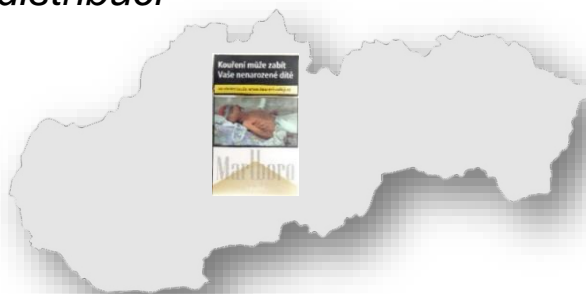 distribuci
Kouření může zabít
Vaše nenarozené dítě
Marlboro